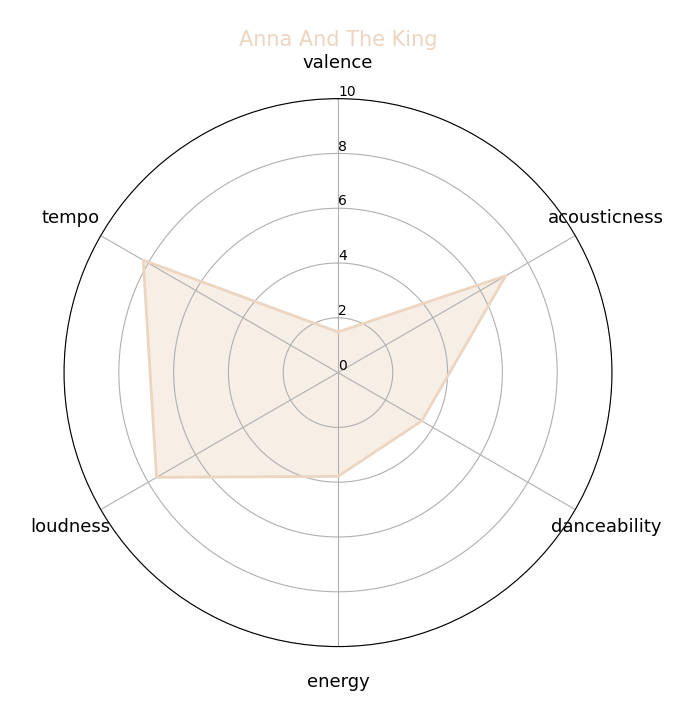 Anna And The King
valence
10
8
6
4
2
0
tempo
acousticness
loudness
danceability
energy